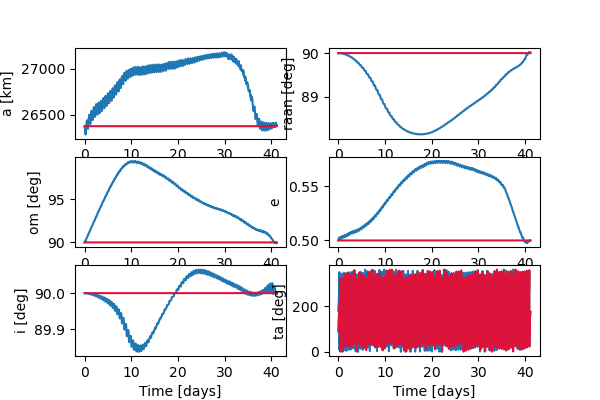 27000
26500
a [km]
0 10 20 30 40
90
89
raan [deg]
0 10 20 30 40
95
90
om [deg]
0 10 20 30 40
0.55
0.50
e
0 10 20 30 40
90.0
89.9
i [deg]
0 10 20 30 40
Time [days]
200
0
ta [deg]
0 10 20 30 40
Time [days]